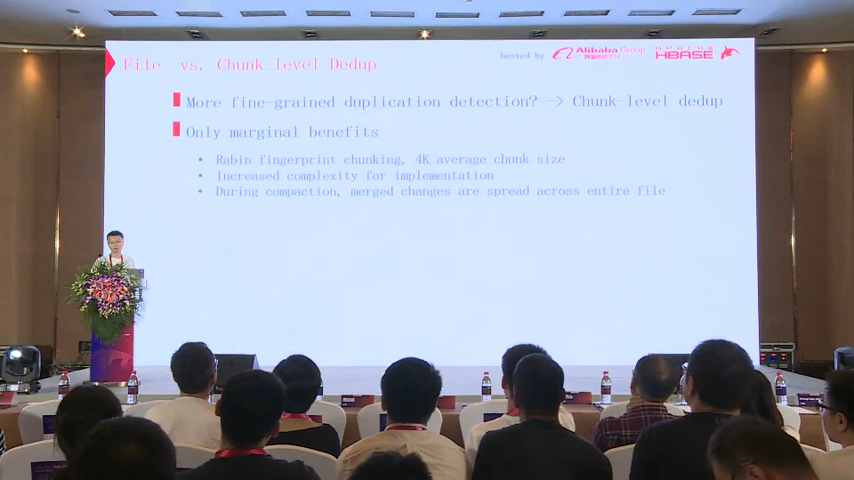 File vs. Chunk-level Dedup
hosted by Alibaba Group
APACHE HBASE
More fine-grained duplication detection? -> Chunk-level dedup
Only marginal benefits
• Rabin fingerprint chunking, 4K average chunk size
• Increased complexity for implementation
• During compaction, merged changes are spread across entire file